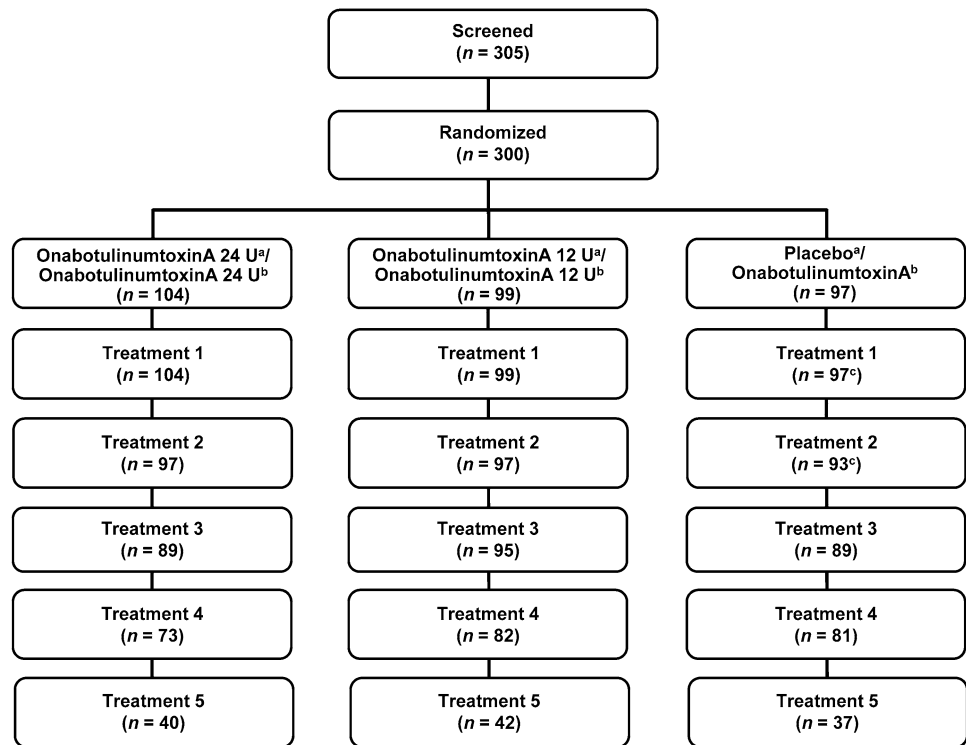 Screened
(n = 305)
Randomized
(n = 300)
OnabotulinumtoxinA 24 Uᵃ/
OnabotulinumtoxinA 24 Uᵇ
(n = 104)
OnabotulinumtoxinA 12 Uᵃ/
OnabotulinumtoxinA 12 Uᵇ
(n = 99)
Placeboᵃ/
OnabotulinumtoxinAᵇ
(n = 97)
Treatment 1
(n = 104)
Treatment 1
(n = 99)
Treatment 1
(n = 97ᶜ)
Treatment 2
(n = 97)
Treatment 2
(n = 97)
Treatment 2
(n = 93ᶜ)
Treatment 3
(n = 89)
Treatment 3
(n = 95)
Treatment 3
(n = 89)
Treatment 4
(n = 73)
Treatment 4
(n = 82)
Treatment 4
(n = 81)
Treatment 5
(n = 40)
Treatment 5
(n = 42)
Treatment 5
(n = 37)